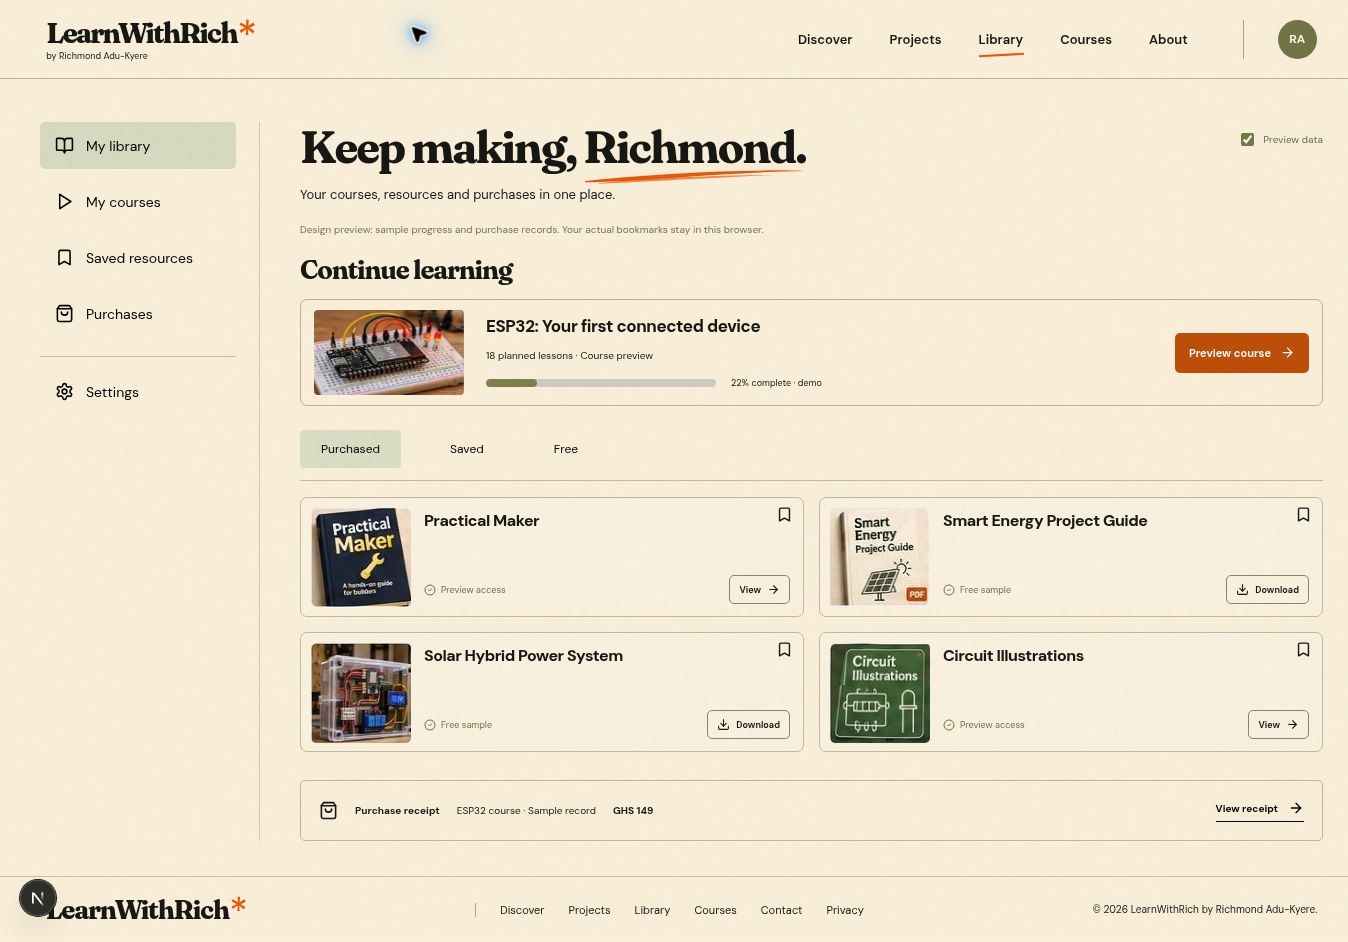 LearnWithRich*
by Richmond Adu-Kyere
Discover
Projects
Library
Courses
About
RA
My library
My courses
Saved resources
Purchases
Settings
Keep making, Richmond.
Preview data
Your courses, resources and purchases in one place.
Design preview: sample progress and purchase records. Your actual bookmarks stay in this browser.
Continue learning
ESP32: Your first connected device
18 planned lessons · Course preview
22% complete · demo
Preview course
Purchased
Saved
Free
Practical
Maker
A hands-on guide
for builders
Practical Maker
Preview access
View
Smart
Energy
Project Guide
PDF
Smart Energy Project Guide
Free sample
Download
Solar Hybrid Power System
Free sample
Download
Circuit
Illustrations
Circuit Illustrations
Preview access
View
Purchase receipt
ESP32 course · Sample record
GHS 149
View receipt
N
LearnWithRich*
Discover
Projects
Library
Courses
Contact
Privacy
© 2026 LearnWithRich by Richmond Adu-Kyere.